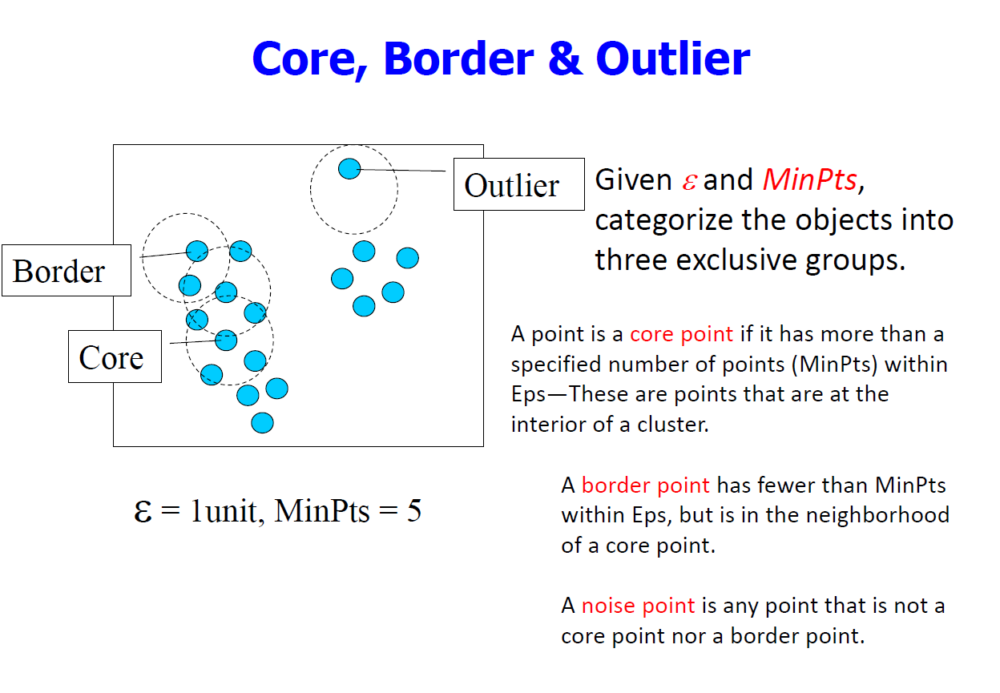 Core, Border & Outlier
Outlier
Border
Core
ε = 1unit, MinPts = 5
Given ε and MinPts,
categorize the objects into
three exclusive groups.
A point is a core point if it has more than a
specified number of points (MinPts) within
Eps—These are points that are at the
interior of a cluster.
A border point has fewer than MinPts
within Eps, but is in the neighborhood
of a core point.
A noise point is any point that is not a
core point nor a border point.